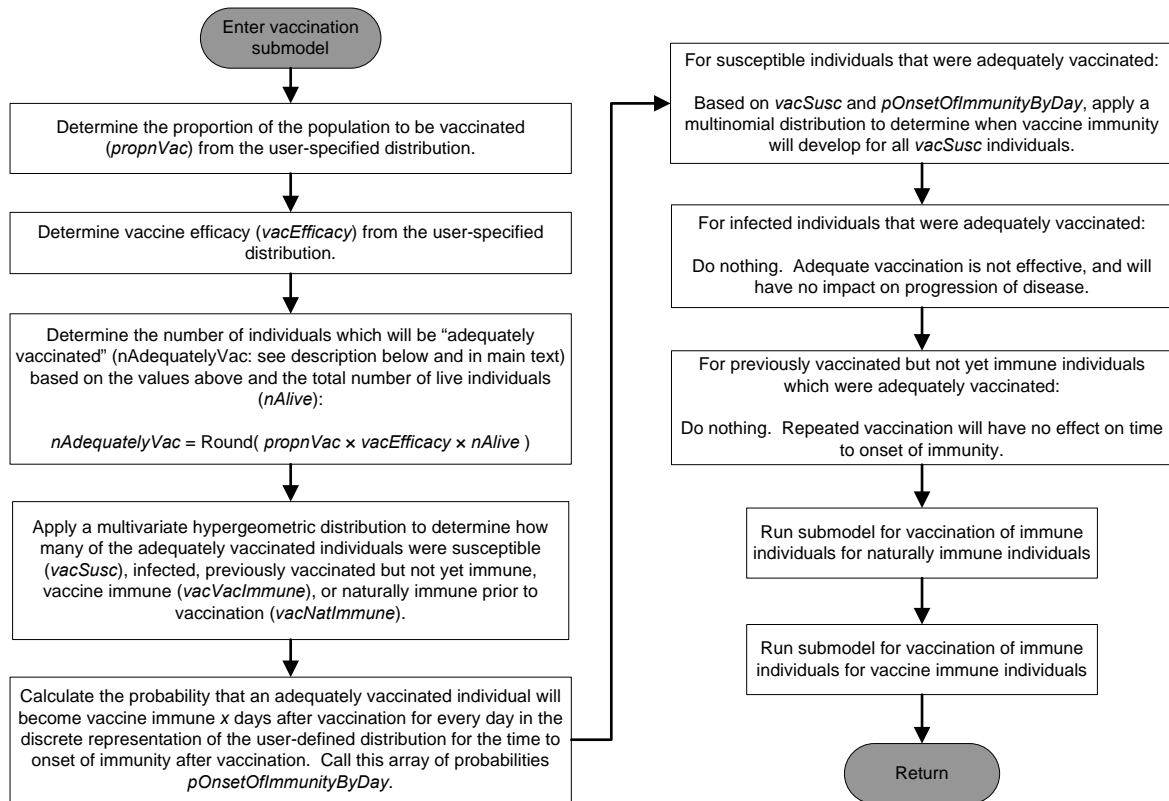 Enter vaccination
submodel
Determine the proportion of the population to be vaccinated
(propnVac) from the user-specified distribution.
Determine vaccine efficacy (vacEfficacy) from the user-specified
distribution.
Determine the number of individuals which will be “adequately
vaccinated” (nAdequatelyVac: see description below and in main text)
based on the values above and the total number of live individuals
(nAlive):
nAdequatelyVac = Round( propnVac × vacEfficacy × nAlive )
Apply a multivariate hypergeometric distribution to determine how
many of the adequately vaccinated individuals were susceptible
(vacSusc), infected, previously vaccinated but not yet immune,
vaccine immune (vacVacImmune), or naturally immune prior to
vaccination (vacNatImmune).
Calculate the probability that an adequately vaccinated individual will
become vaccine immune x days after vaccination for every day in the
discrete representation of the user-defined distribution for the time to
onset of immunity after vaccination.  Call this array of probabilities
pOnsetOfImmunityByDay.
For susceptible individuals that were adequately vaccinated:
Based on vacSusc and pOnsetOfImmunityByDay, apply a
multinomial distribution to determine when vaccine immunity
will develop for all vacSusc individuals.
For infected individuals that were adequately vaccinated:
Do nothing.  Adequate vaccination is not effective, and will
have no impact on progression of disease.
For previously vaccinated but not yet immune individuals
which were adequately vaccinated:
Do nothing.  Repeated vaccination will have no effect on time
to onset of immunity.
Run submodel for vaccination of immune
individuals for naturally immune individuals
Run submodel for vaccination of immune
individuals for vaccine immune individuals
Return